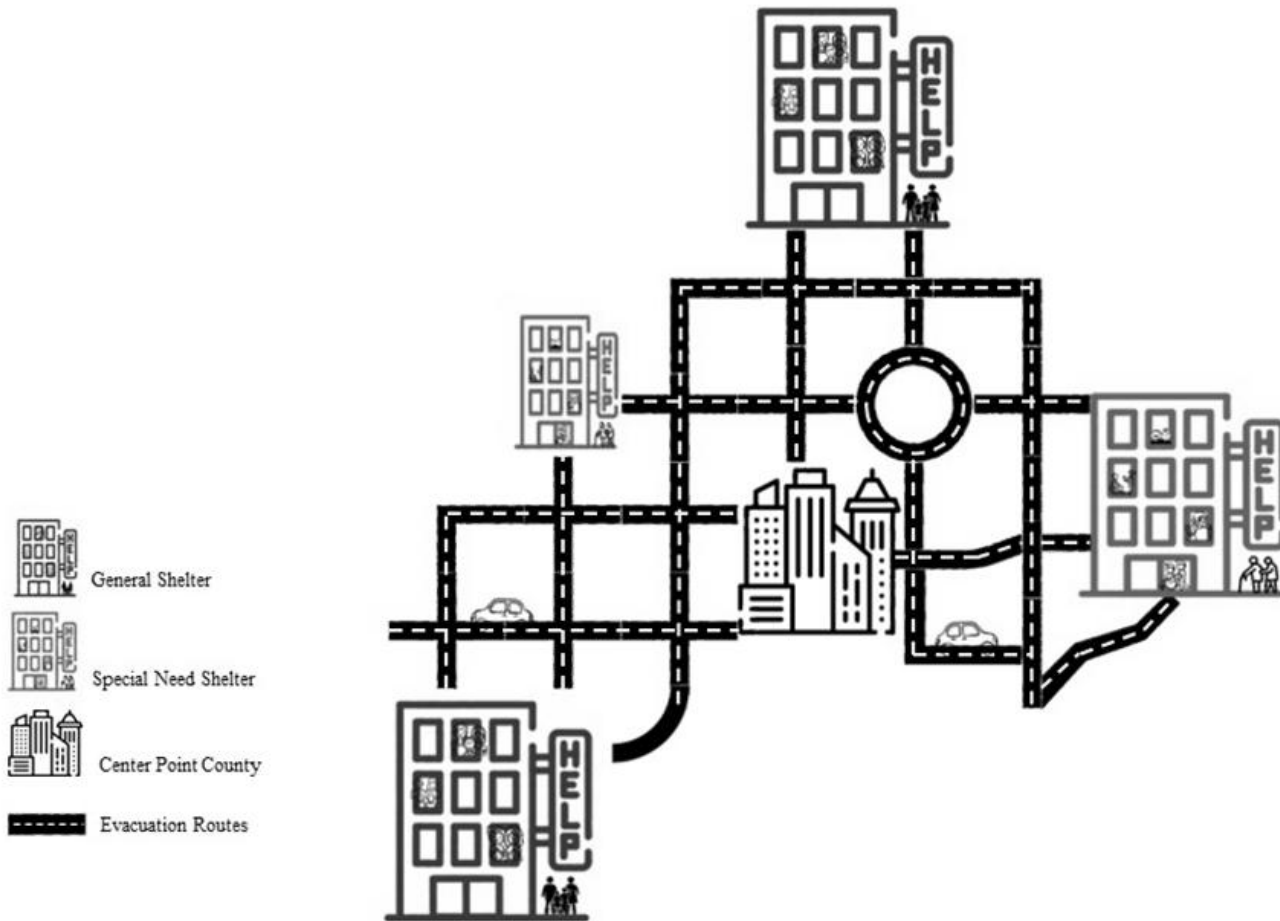 HELP
HELP
HELP
HELP
General Shelter
Special Need Shelter
Center Point County
Evacuation Routes